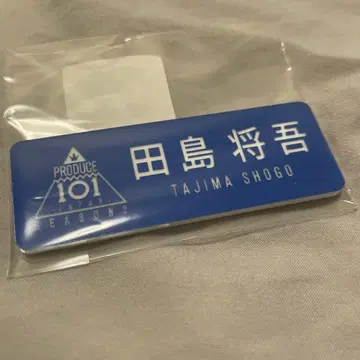 PRODUCE
101
JAPAN
SEASON2
田島 将吾
TAJIMA SHOGO